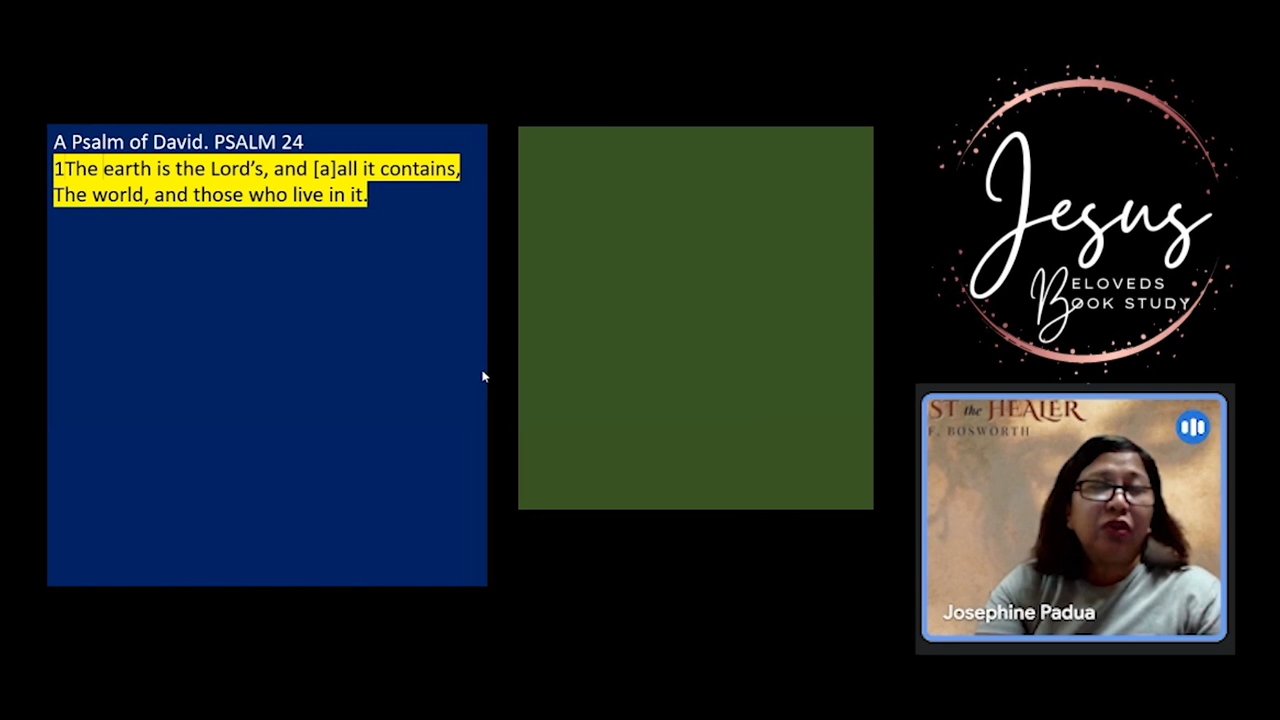 A Psalm of David. PSALM 24
1The earth is the Lord’s, and [a]all it contains,
The world, and those who live in it.
Jesus
BELOVEDS
BOOK STUDY
ST the HEALER
F. BOSWORTH
Josephine Padua